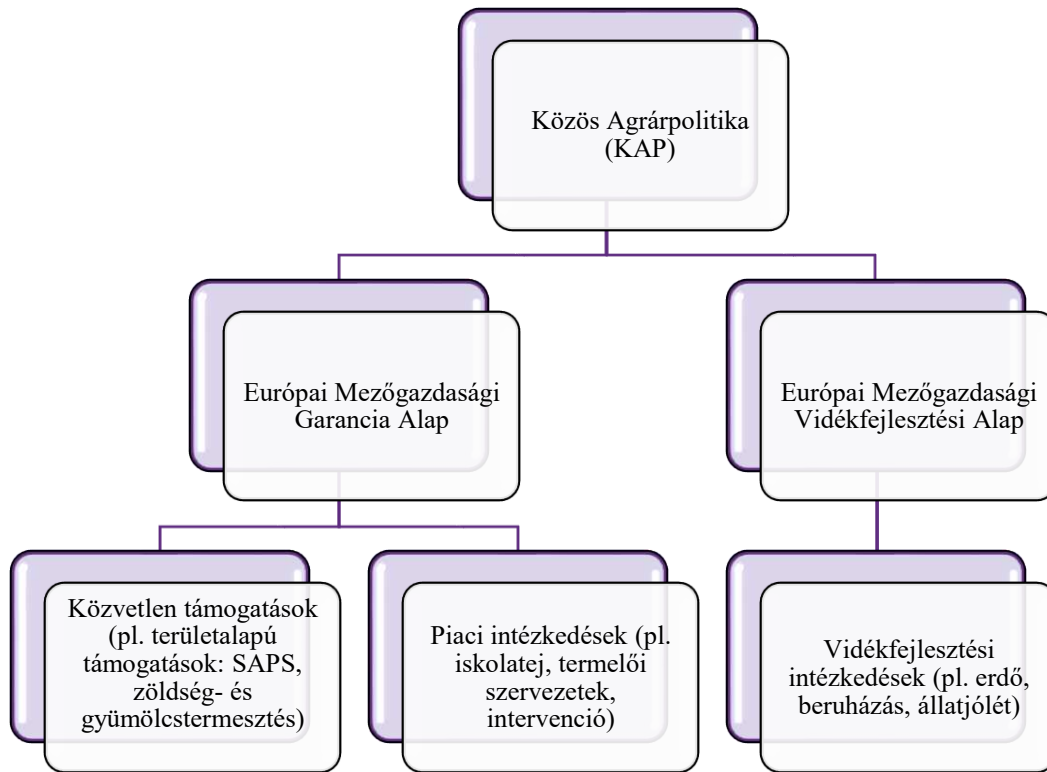 Közös Agrárpolitika
(KAP)
Európai Mezőgazdasági
Garancia Alap
Európai Mezőgazdasági
Vidékfejlesztési Alap
Közvetlen támogatások
(pl. területalapú
támogatások: SAPS,
zöldség- és
gyümölcstermesztés)
Piaci intézkedések (pl.
iskolatej, termelői
szervezetek,
intervenció)
Vidékfejlesztési
intézkedések (pl. erdő,
beruházás, állatjólét)